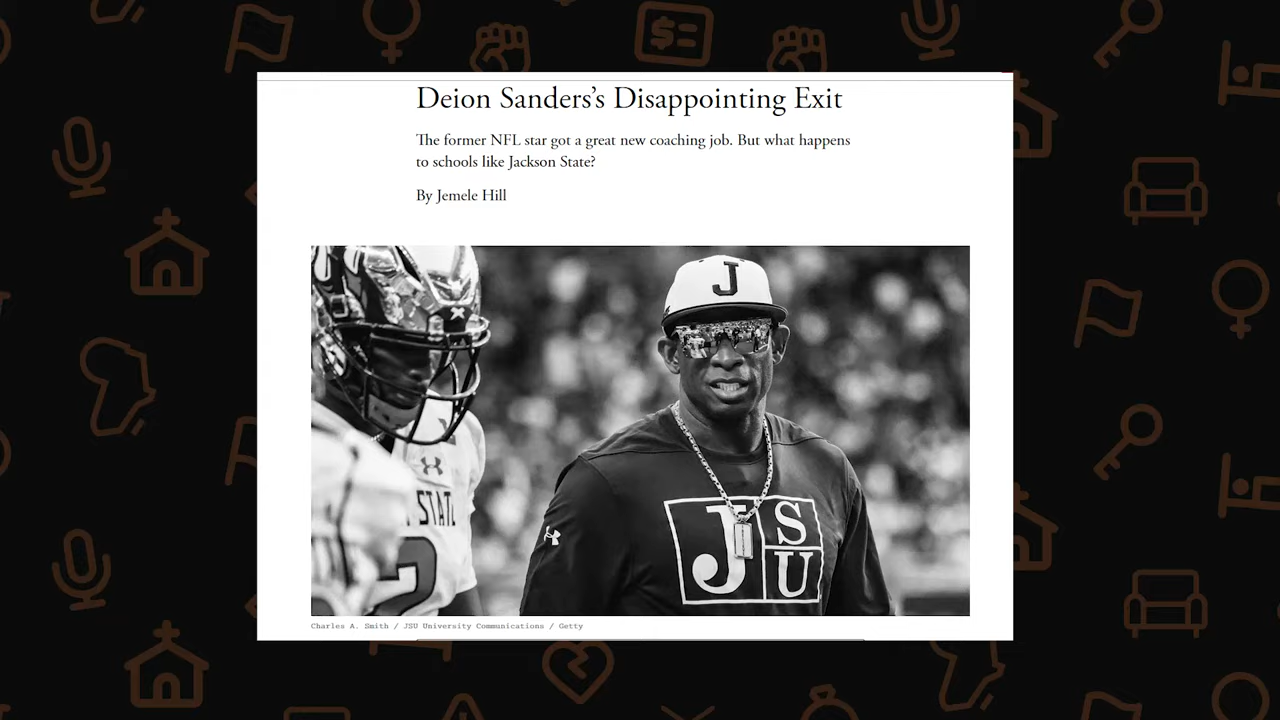 Deion Sanders’s Disappointing Exit
The former NFL star got a great new coaching job. But what happens
to schools like Jackson State?
By Jemele Hill
J
STATE
2
J S
U
Charles A. Smith / JSU University Communications / Getty